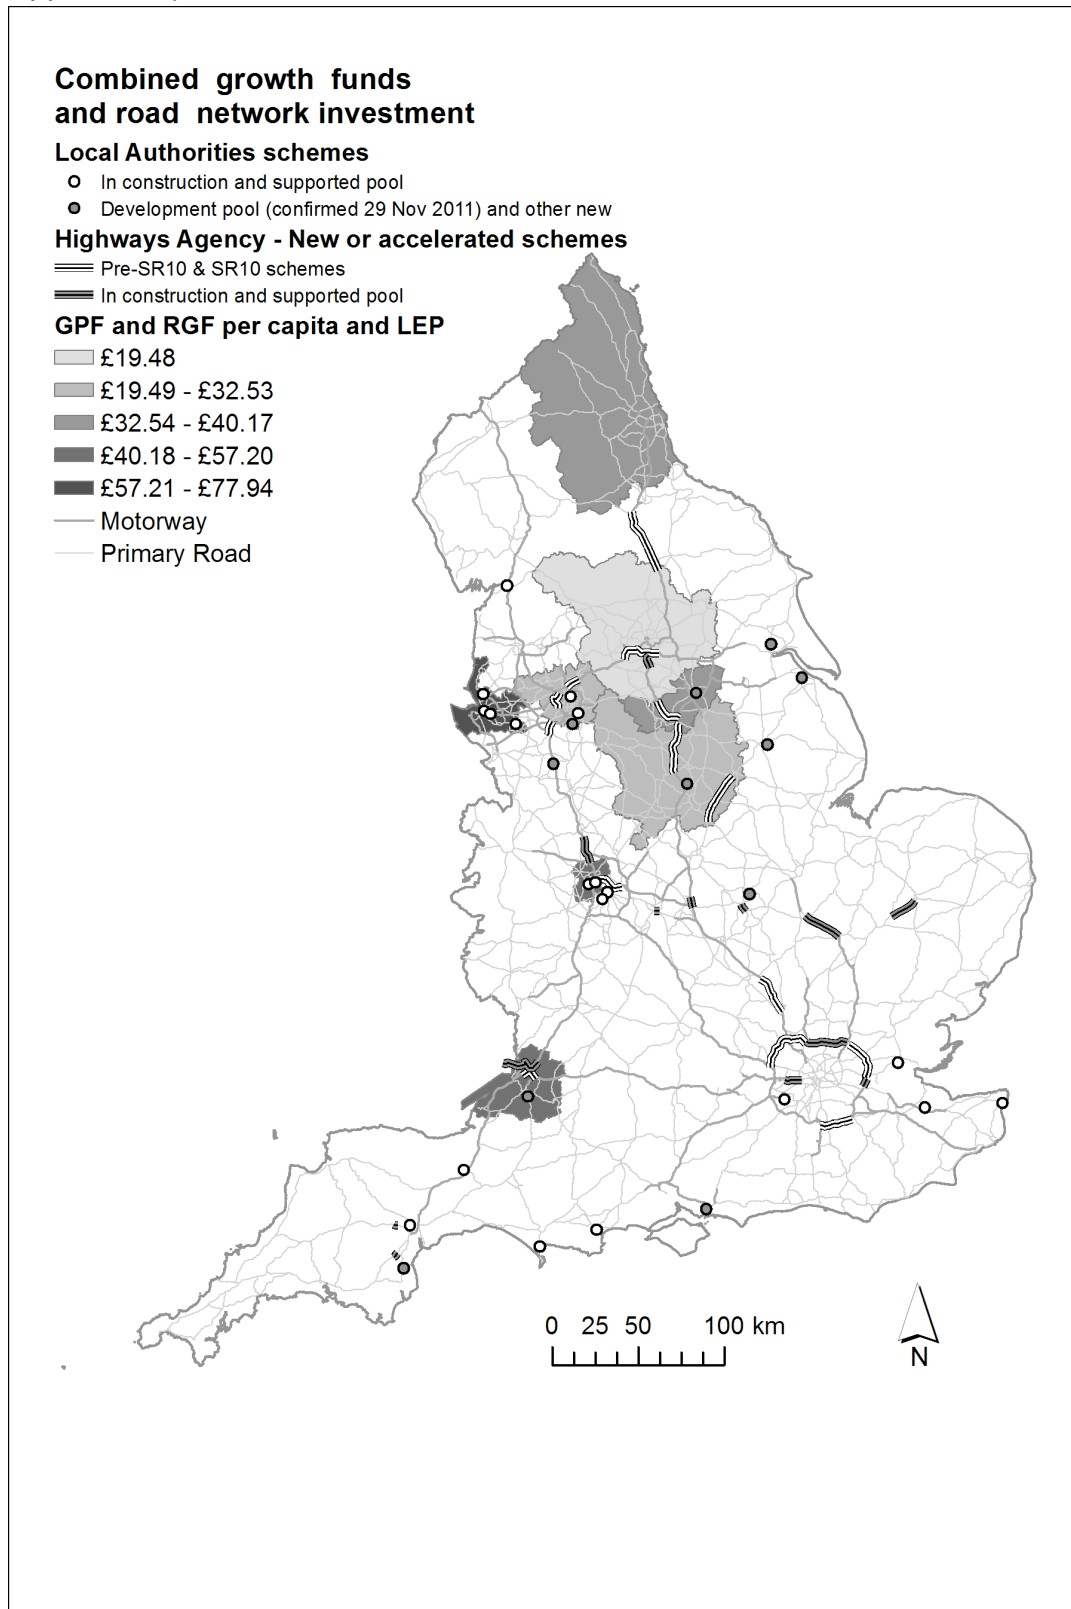 Combined growth funds
and road network investment
Local Authorities schemes
In construction and supported pool
Development pool (confirmed 29 Nov 2011) and other new
Highways Agency - New or accelerated schemes
Pre-SR10 & SR10 schemes
In construction and supported pool
GPF and RGF per capita and LEP
£19.48
£19.49 - £32.53
£32.54 - £40.17
£40.18 - £57.20
£57.21 - £77.94
Motorway
Primary Road
0 25 50 100 km
N